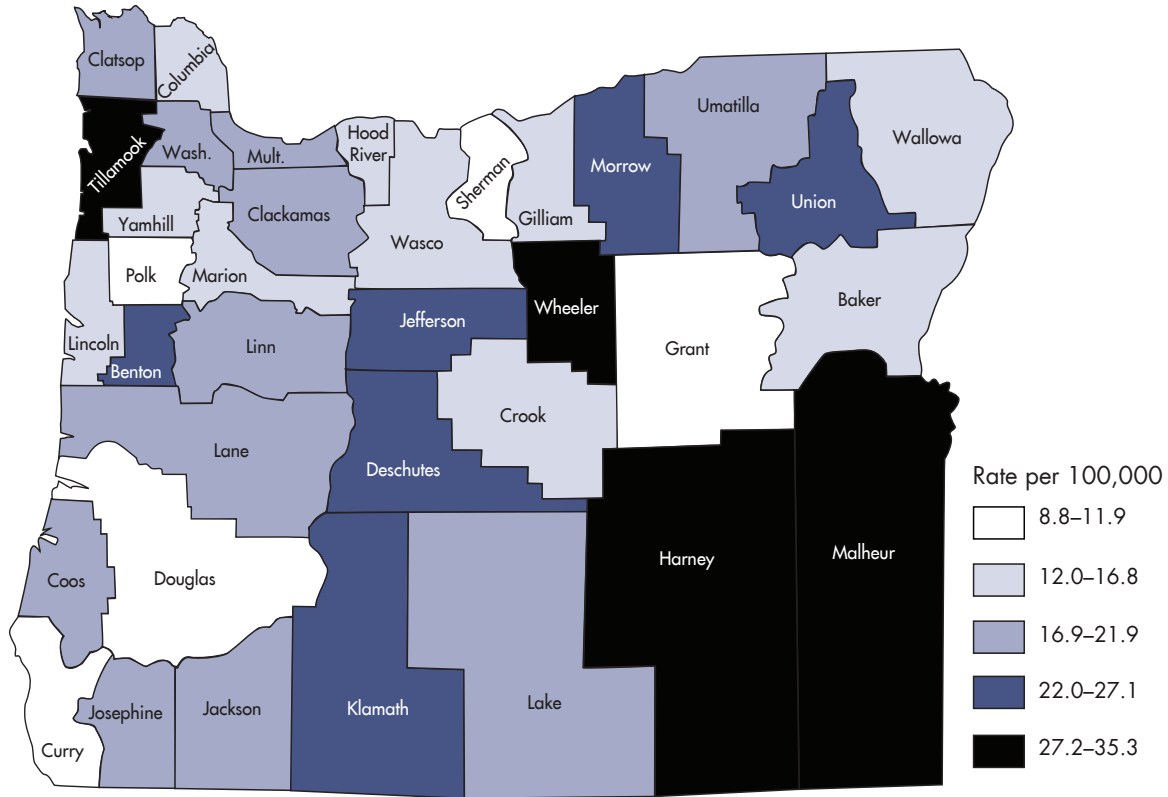 Clatsop
Columbia
Tillamook
Wash.
Mult.
Hood
River
Sherman
Gilliam
Morrow
Umatilla
Union
Wallowa
Yamhill
Clackamas
Wasco
Polk
Marion
Lincoln
Benton
Linn
Jefferson
Wheeler
Grant
Baker
Lane
Deschutes
Crook
Coos
Douglas
Harney
Malheur
Curry
Josephine
Jackson
Klamath
Lake
Rate per 100,000
8.8–11.9
12.0–16.8
16.9–21.9
22.0–27.1
27.2–35.3